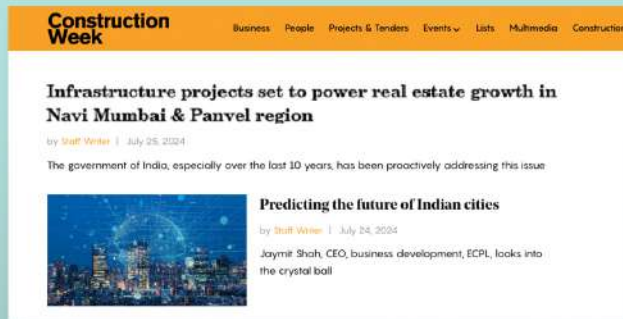 Construction
Week
Business People Projects & Tenders Events Lists Multimedia Construction
Infrastructure projects set to power real estate growth in
Navi Mumbai & Panvel region
by Staff Writer | July 25, 2024
The government of India, especially over the last 10 years, has been proactively addressing this issue
Predicting the future of Indian cities
by Staff Writer | July 24, 2024
Jaymit Shah, CEO, business development, ECPL, looks into
the crystal ball